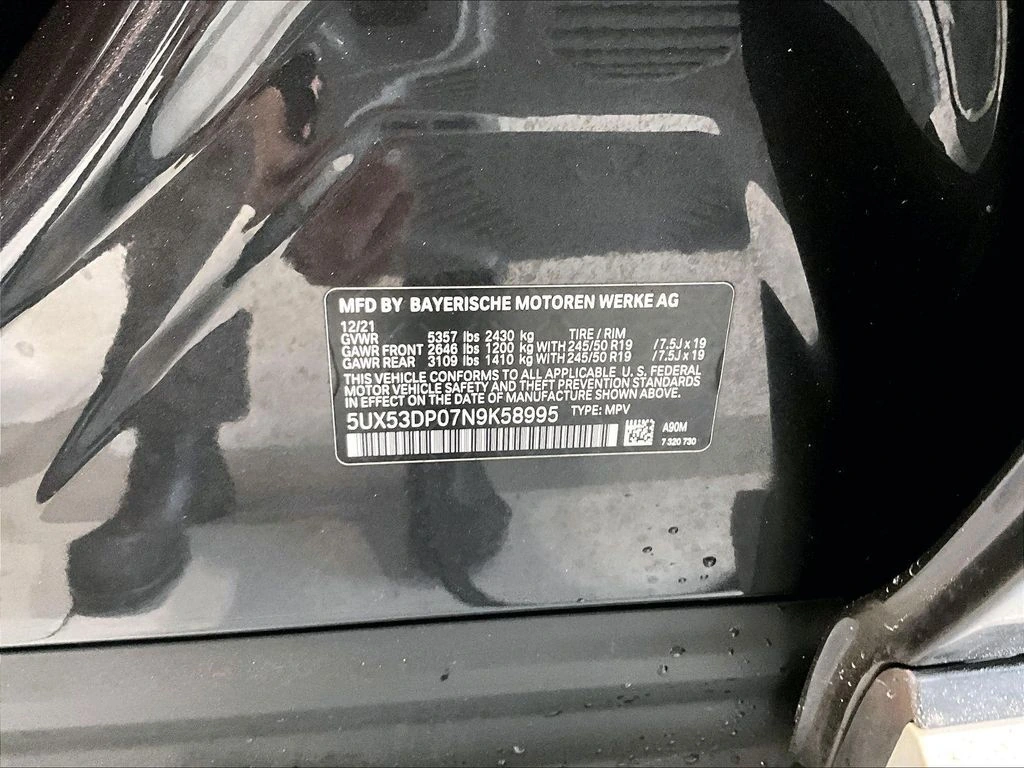 MFD BY BAYERISCHE MOTOREN WERKE AG
12/21
GVWR 5357 lbs 2430 kg TIRE / RIM
GAWR FRONT 2646 lbs 1200 kg WITH 245/50 R19 / 7.5J x 19
GAWR REAR 3109 lbs 1410 kg WITH 245/50 R19 / 7.5J x 19
THIS VEHICLE CONFORMS TO ALL APPLICABLE U. S. FEDERAL
MOTOR VEHICLE SAFETY AND THEFT PREVENTION STANDARDS
IN EFFECT ON THE DATE OF MANUFACTURE SHOWN ABOVE.
5UX53DP07N9K58995 TYPE: MPV
A90M
7 320 730